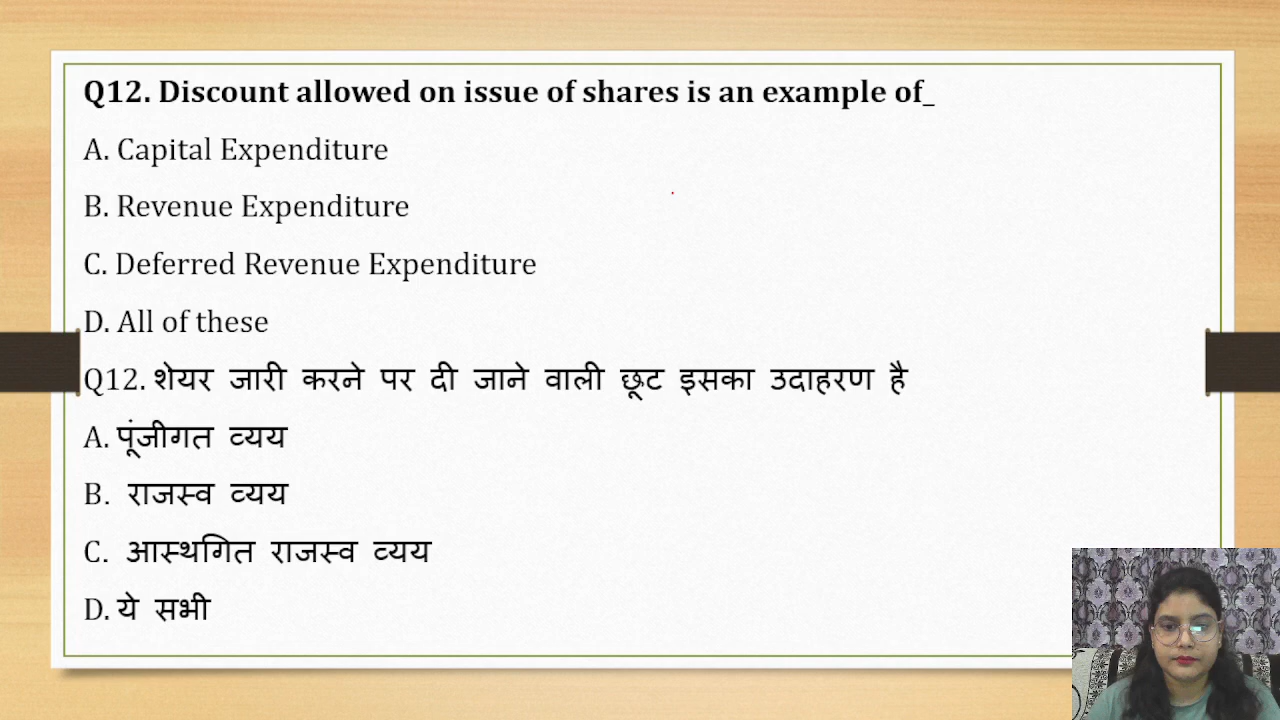 Q12. Discount allowed on issue of shares is an example of_
A. Capital Expenditure
B. Revenue Expenditure
C. Deferred Revenue Expenditure
D. All of these
Q12. शेयर जारी करने पर दी जाने वाली छूट इसका उदाहरण है
A. पूंजीगत व्यय
B. राजस्व व्यय
C. आस्थगित राजस्व व्यय
D. ये सभी